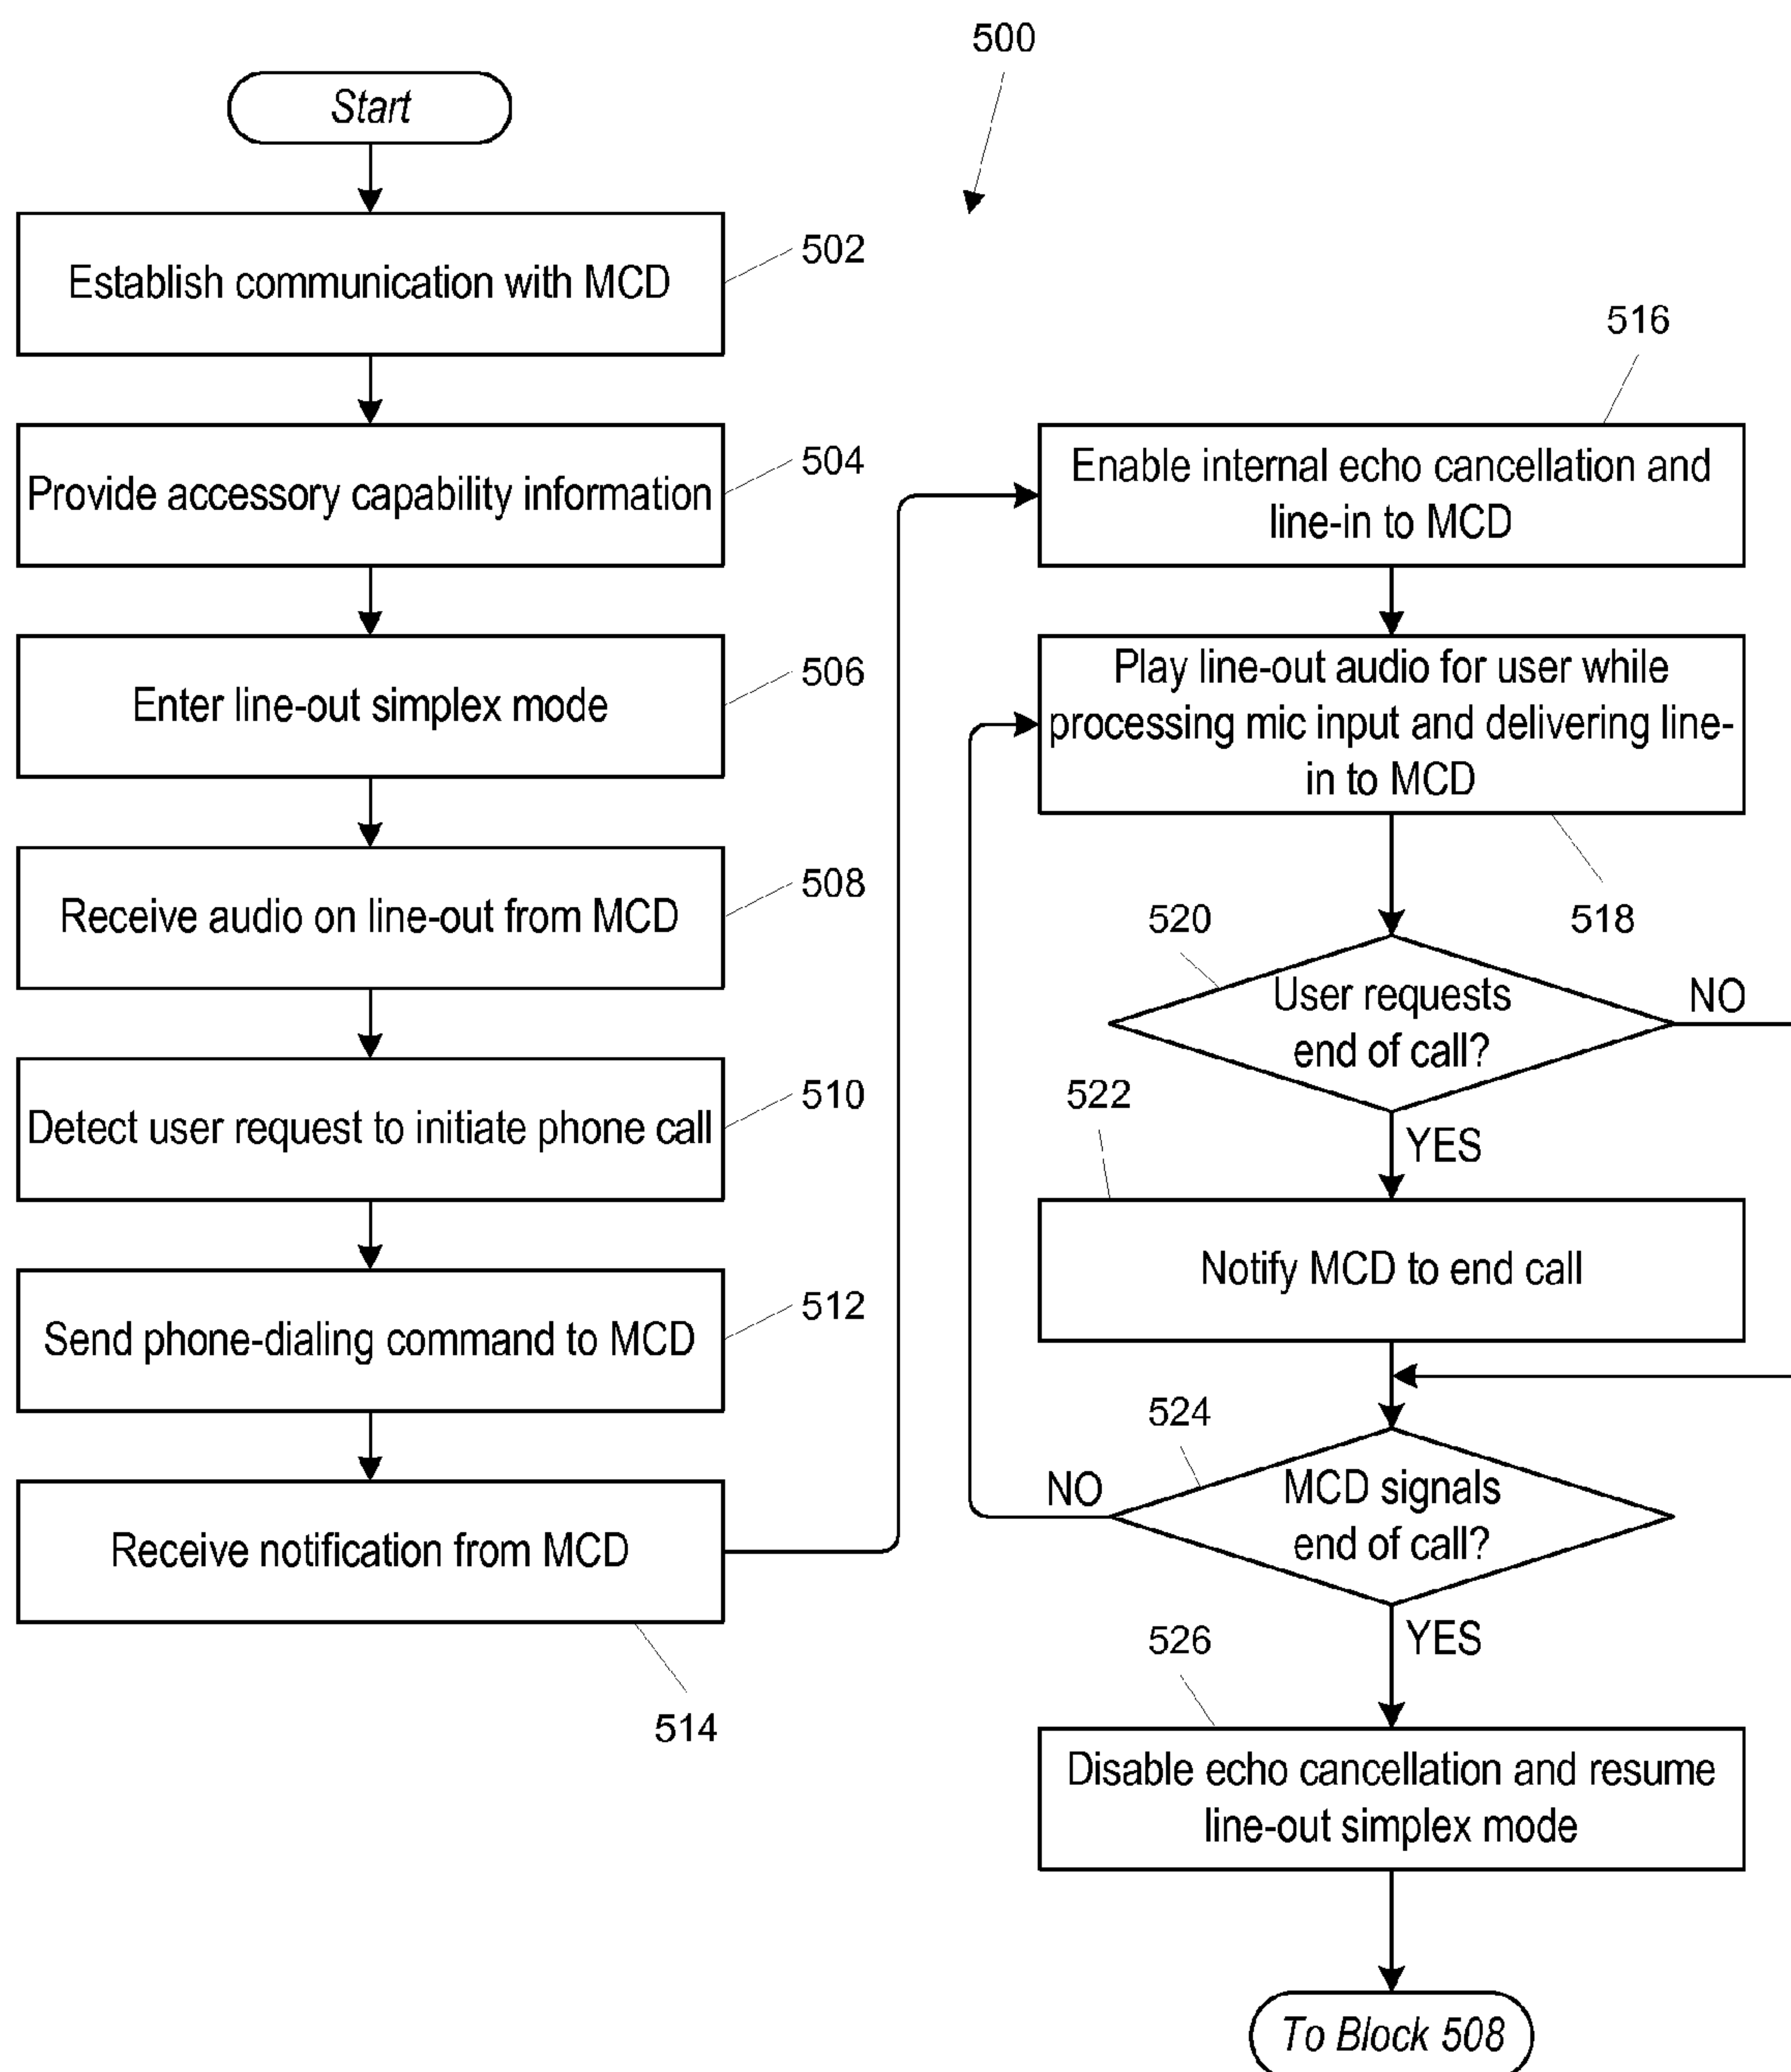 500
Start
Establish communication with MCD
502
Provide accessory capability information
504
Enter line-out simplex mode
506
Receive audio on line-out from MCD
508
Detect user request to initiate phone call
510
Send phone-dialing command to MCD
512
Receive notification from MCD
514
516
Enable internal echo cancellation and
line-in to MCD
Play line-out audio for user while
processing mic input and delivering line-
in to MCD
518
520
User requests
end of call?
NO
YES
522
Notify MCD to end call
524
MCD signals
end of call?
NO
YES
526
Disable echo cancellation and resume
line-out simplex mode
To Block 508